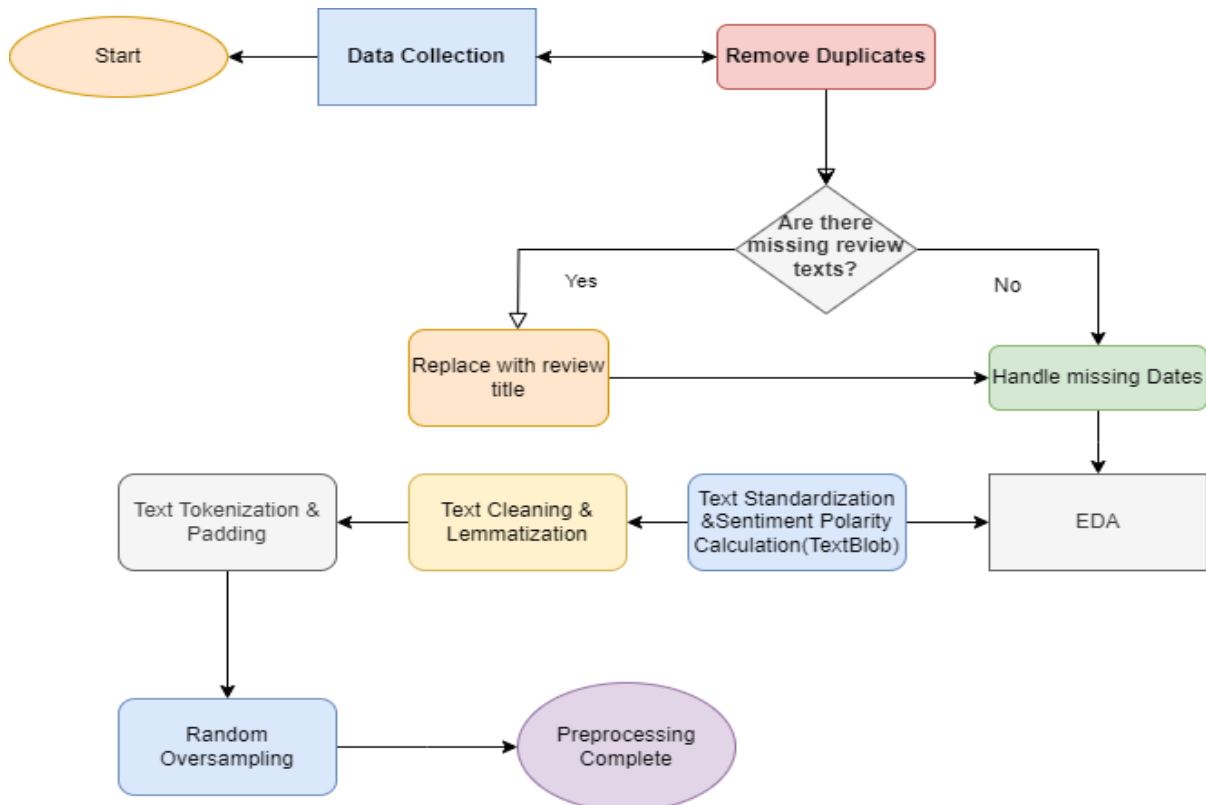 Start
Data Collection
Remove Duplicates
Are there
missing review
texts?
Yes
No
Replace with review
title
Handle missing Dates
Text Tokenization &
Padding
Text Cleaning &
Lemmatization
Text Standardization
&Sentiment Polarity
Calculation(TextBlob)
EDA
Random
Oversampling
Preprocessing
Complete